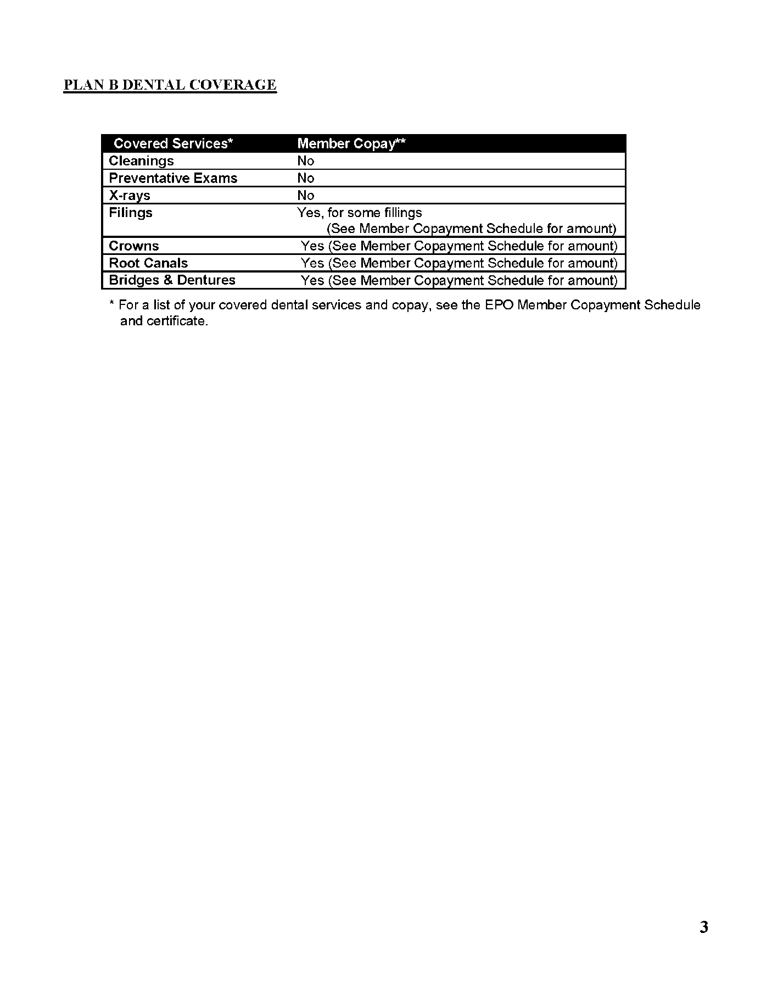 PLAN B DENTAL COVERAGE
Covered Services* Member Copay**
Cleanings No
Preventative Exams No
X-rays No
Filings Yes, for some fillings
(See Member Copayment Schedule for amount)
Crowns Yes (See Member Copayment Schedule for amount)
Root Canals Yes (See Member Copayment Schedule for amount)
Bridges & Dentures Yes (See Member Copayment Schedule for amount)
* For a list of your covered dental services and copay, see the EPO Member Copayment Schedule
and certificate.
3